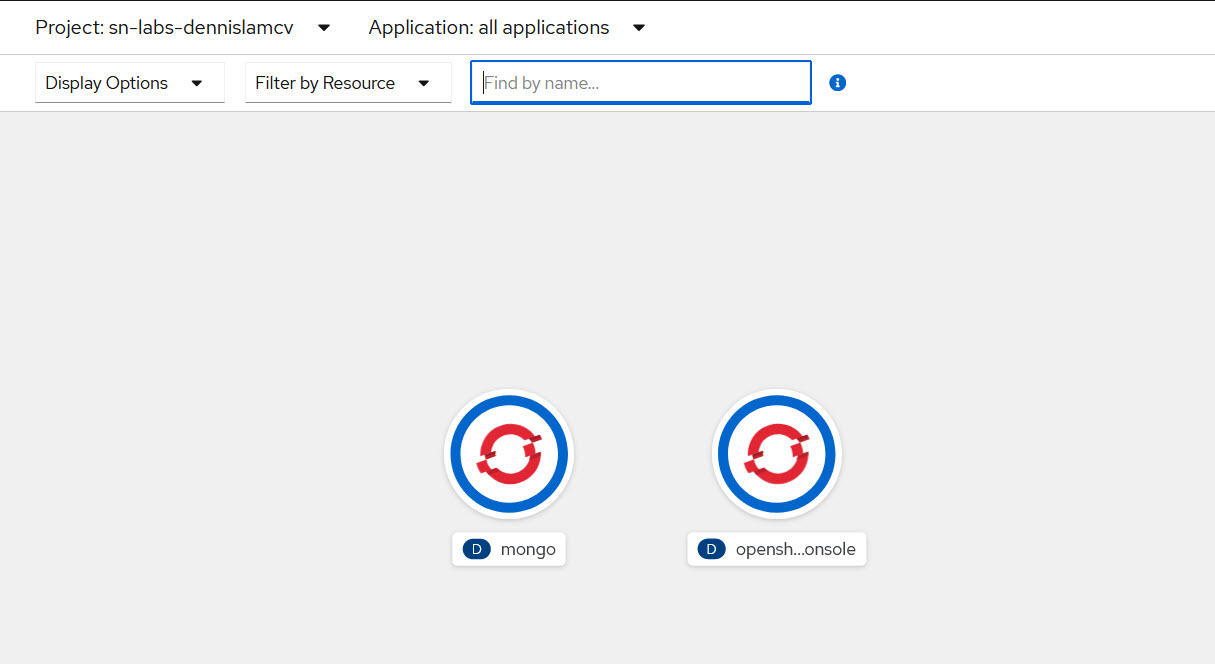 Project: sn-labs-dennislamcv Application: all applications
Display Options Filter by Resource Find by name...
D mongo D opensh...onsole